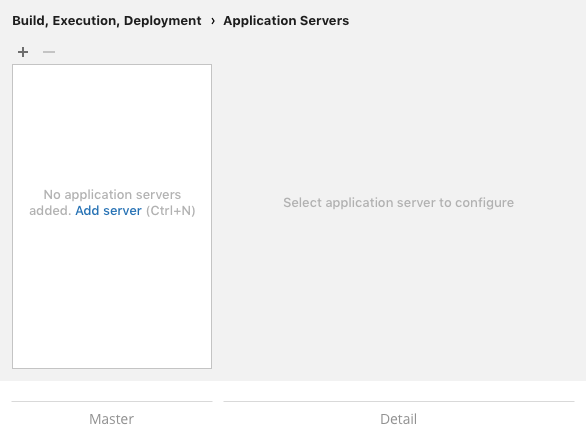 Build, Execution, Deployment › Application Servers
No application servers
added. Add server (Ctrl+N)
Select application server to configure
Master
Detail